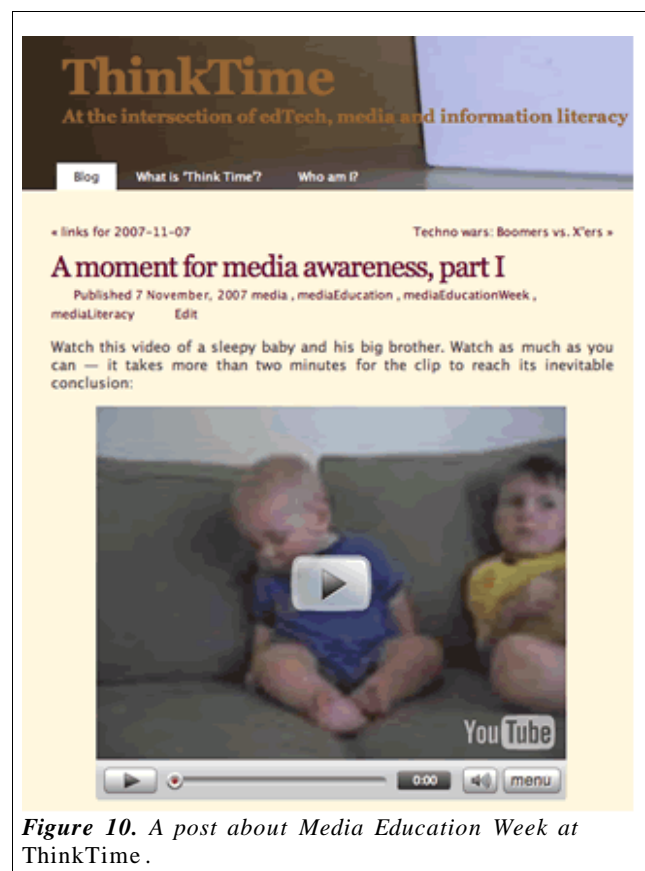 ThinkTime
At the intersection of edTech, media and information literacy
Blog What is 'Think Time'? Who am I?
« links for 2007-11-07 Techno wars: Boomers vs. X'ers »
A moment for media awareness, part I
Published 7 November, 2007 media , mediaEducation , mediaEducationWeek ,
mediaLiteracy Edit
Watch this video of a sleepy baby and his big brother. Watch as much as you
can — it takes more than two minutes for the clip to reach its inevitable
conclusion:
YouTube
0:00 menu
Figure 10. A post about Media Education Week at
ThinkTime .